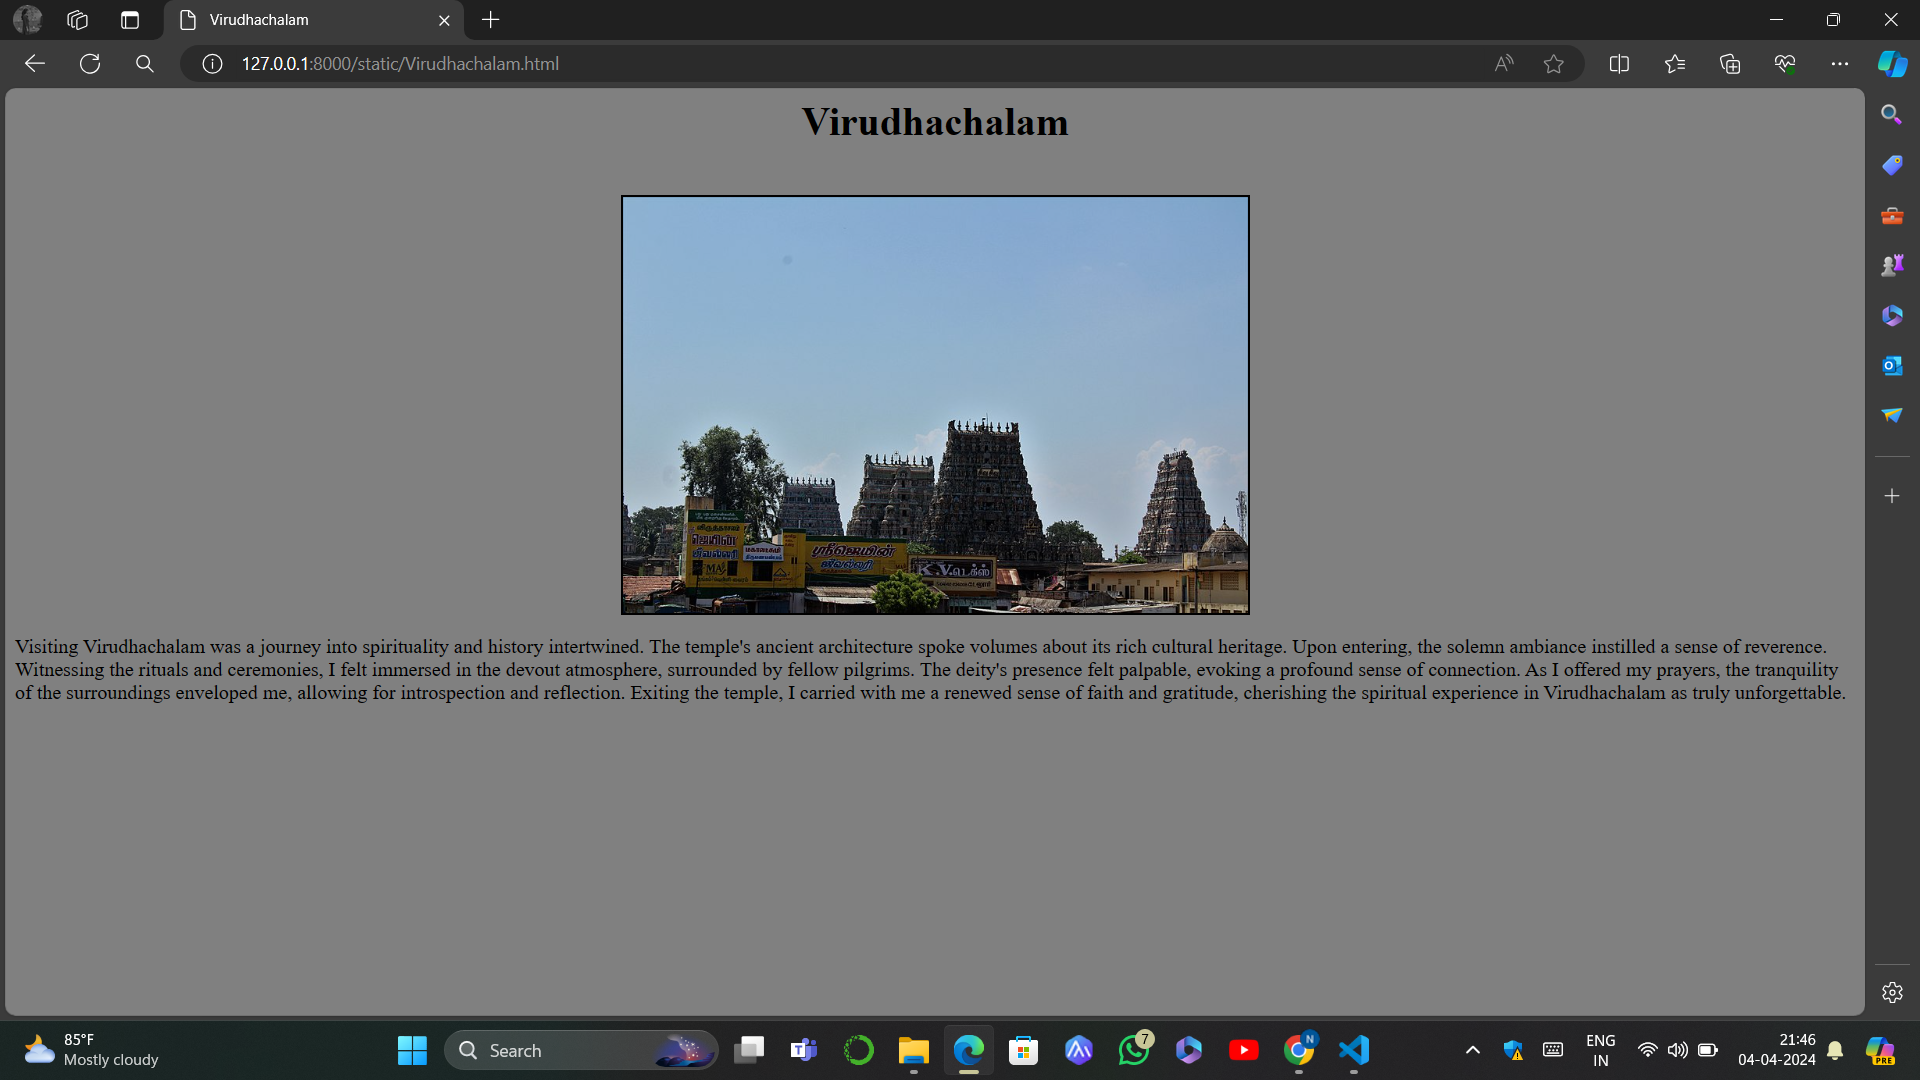 Virudhachalam
127.0.0.1:8000/static/Virudhachalam.html
Virudhachalam
ஜெயின்
ஸ்ரீஜெயின்
K.V.லடக்ஸ்
Visiting Virudhachalam was a journey into spirituality and history intertwined. The temple's ancient architecture spoke volumes about its rich cultural heritage. Upon entering, the solemn ambiance instilled a sense of reverence.
Witnessing the rituals and ceremonies, I felt immersed in the devout atmosphere, surrounded by fellow pilgrims. The deity's presence felt palpable, evoking a profound sense of connection. As I offered my prayers, the tranquility
of the surroundings enveloped me, allowing for introspection and reflection. Exiting the temple, I carried with me a renewed sense of faith and gratitude, cherishing the spiritual experience in Virudhachalam as truly unforgettable.
85°F
Mostly cloudy
Search
7
N
ENG
IN
21:46
04-04-2024
PRE